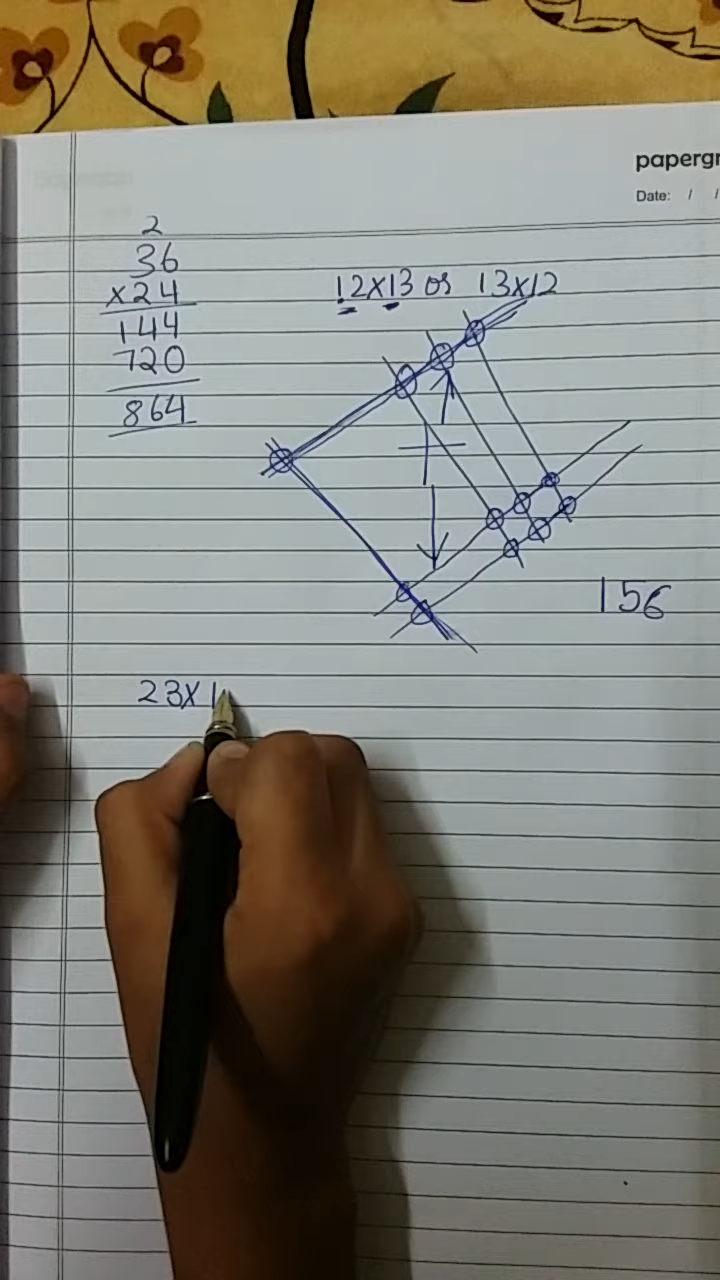 papergr
Date: / /
2
36
x24
144
720
864
12x13 or 13x12
156
23x1